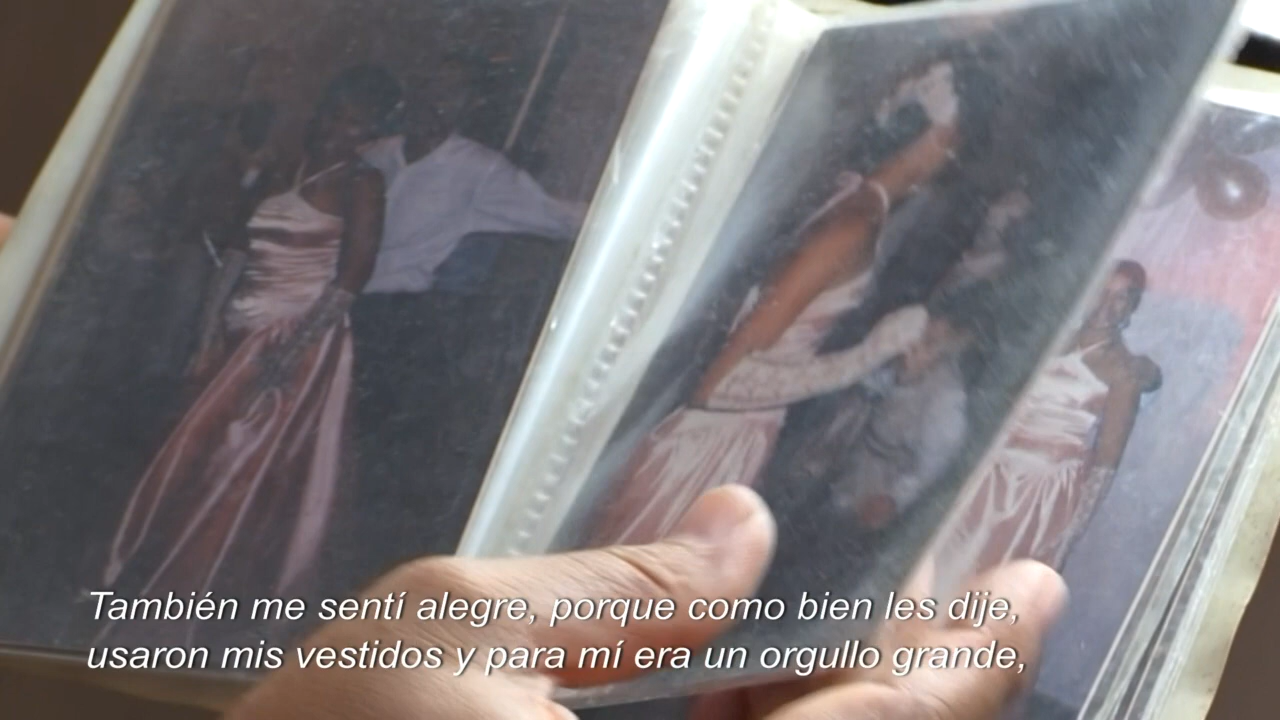 También me sentí alegre, porque como bien les dije,
usaron mis vestidos y para mí era un orgullo grande,